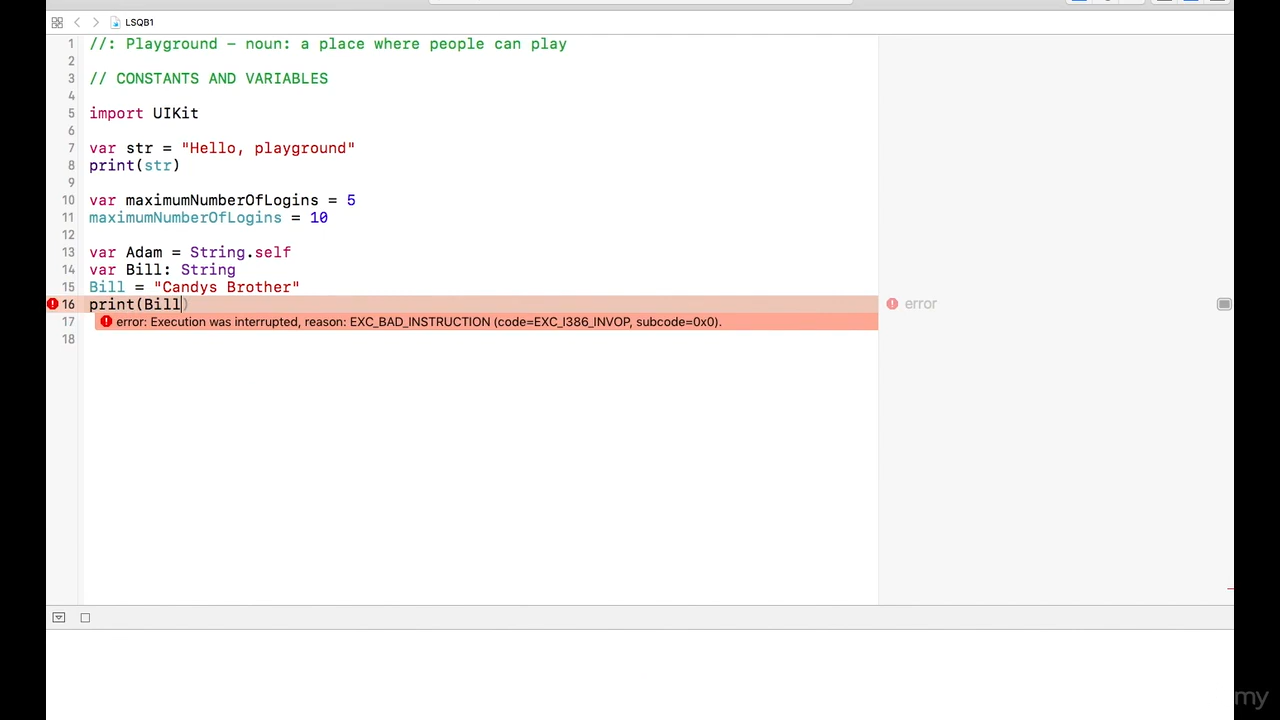 LSQB1
1 //: Playground – noun: a place where people can play
2
3 // CONSTANTS AND VARIABLES
4
5 import UIKit
6
7 var str = "Hello, playground"
8 print(str)
9
10 var maximumNumberOfLogins = 5
11 maximumNumberOfLogins = 10
12
13 var Adam = String.self
14 var Bill: String
15 Bill = "Candys Brother"
16 print(Bill) error
17 error: Execution was interrupted, reason: EXC_BAD_INSTRUCTION (code=EXC_I386_INVOP, subcode=0x0).
18
my